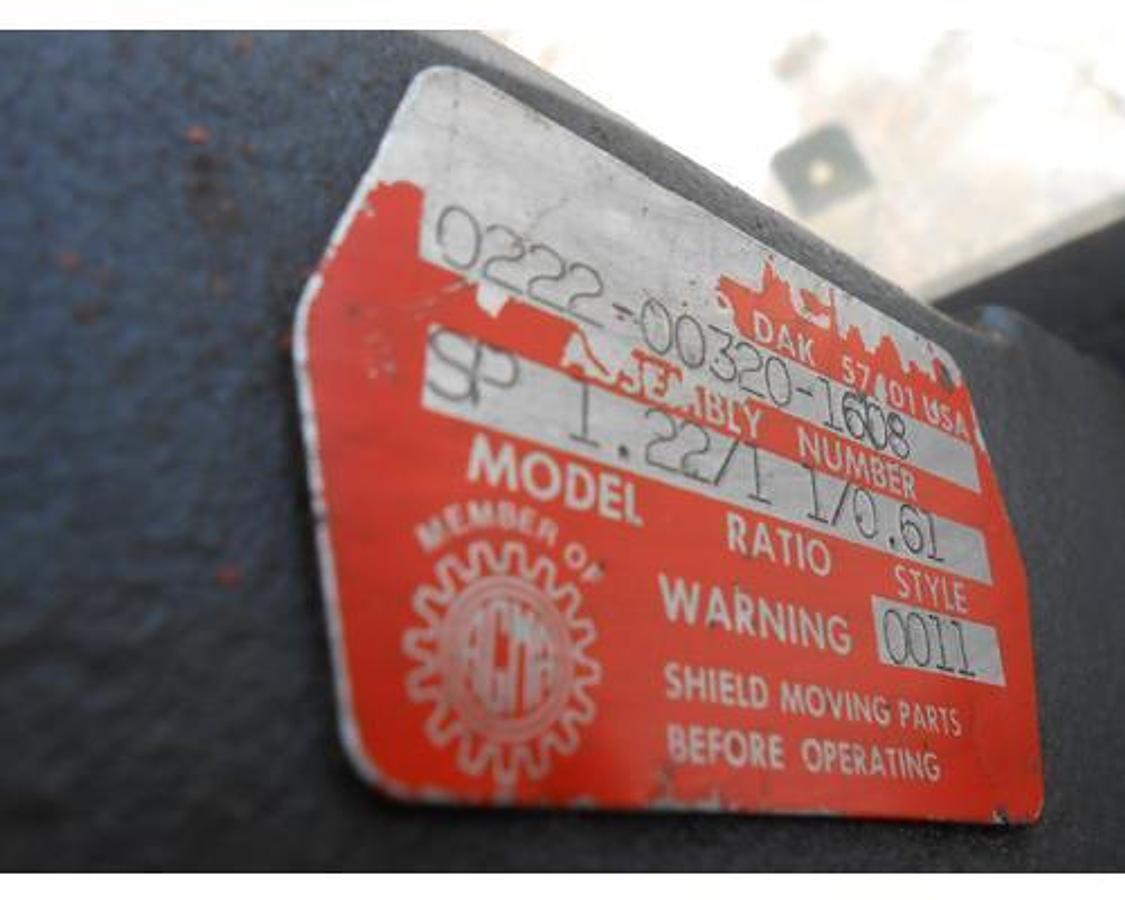 DAK 57401 USA
0222-00320-1608
ASSEMBLY NUMBER
SP 1.22/1 1/0.61
MODEL RATIO STYLE
MEMBER OF
AGMA
WARNING 0011
SHIELD MOVING PARTS
BEFORE OPERATING